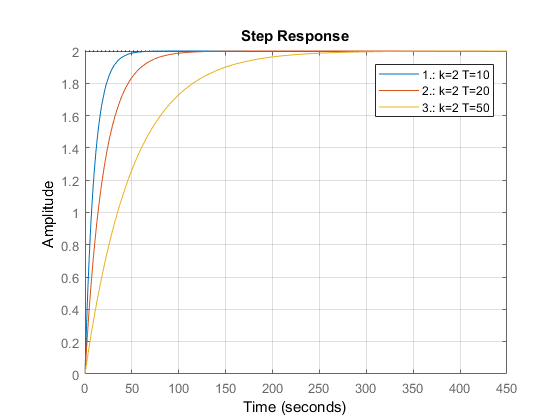 Step Response
2
1.8
1.6
1.4
1.2
1
0.8
0.6
0.4
0.2
0
Amplitude
1.: k=2 T=10
2.: k=2 T=20
3.: k=2 T=50
0 50 100 150 200 250 300 350 400 450
Time (seconds)